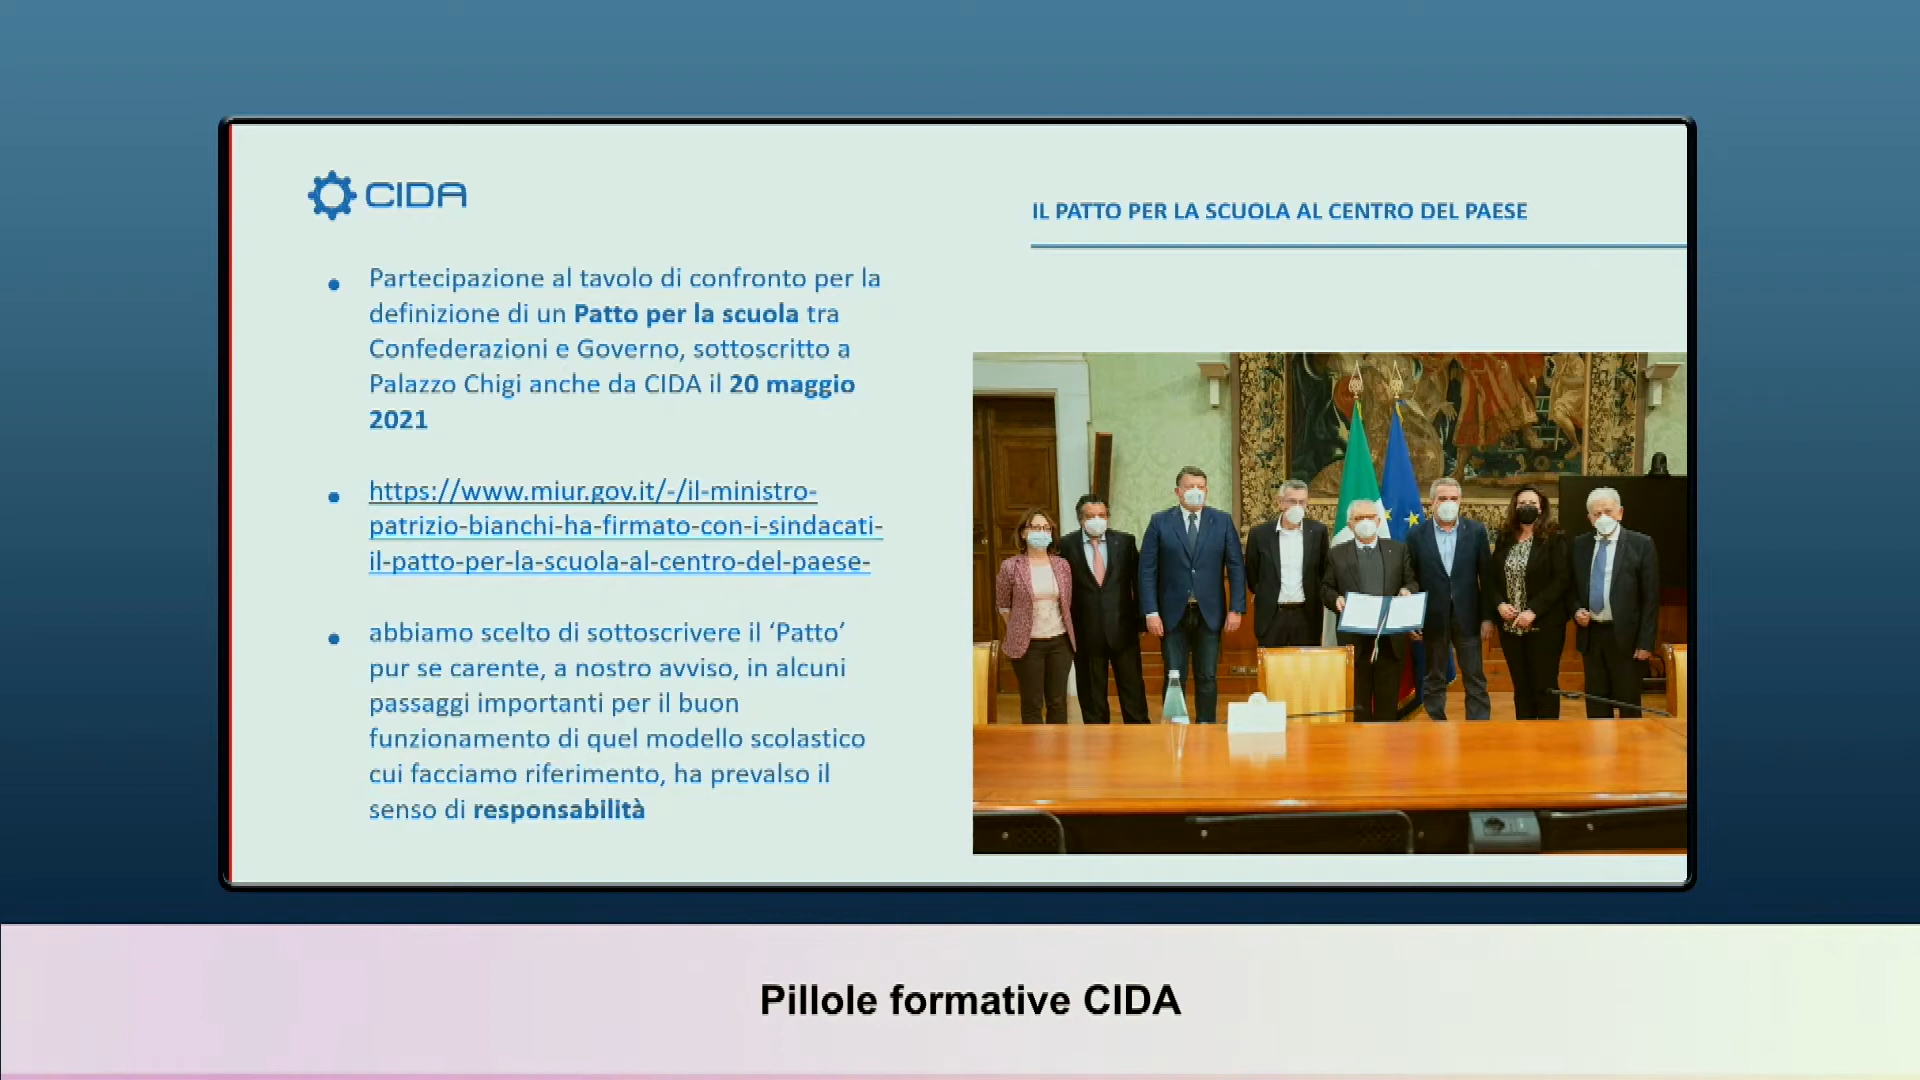 CIDA
IL PATTO PER LA SCUOLA AL CENTRO DEL PAESE
Partecipazione al tavolo di confronto per la
definizione di un Patto per la scuola tra
Confederazioni e Governo, sottoscritto a
Palazzo Chigi anche da CIDA il 20 maggio
2021
https://www.miur.gov.it/-/il-ministro-
patrizio-bianchi-ha-firmato-con-i-sindacati-
il-patto-per-la-scuola-al-centro-del-paese-
abbiamo scelto di sottoscrivere il ‘Patto’
pur se carente, a nostro avviso, in alcuni
passaggi importanti per il buon
funzionamento di quel modello scolastico
cui facciamo riferimento, ha prevalso il
senso di responsabilità
Pillole formative CIDA